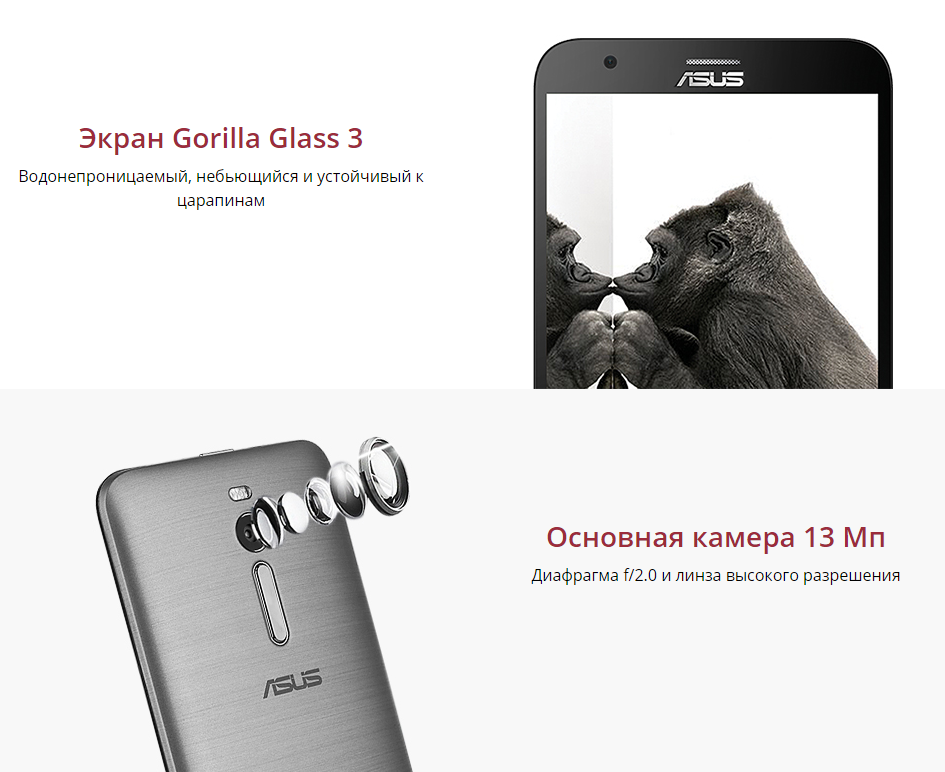 ASUS
Экран Gorilla Glass 3
Водонепроницаемый, небьющийся и устойчивый к
царапинам
Основная камера 13 Мп
Диафрагма f/2.0 и линза высокого разрешения
ASUS